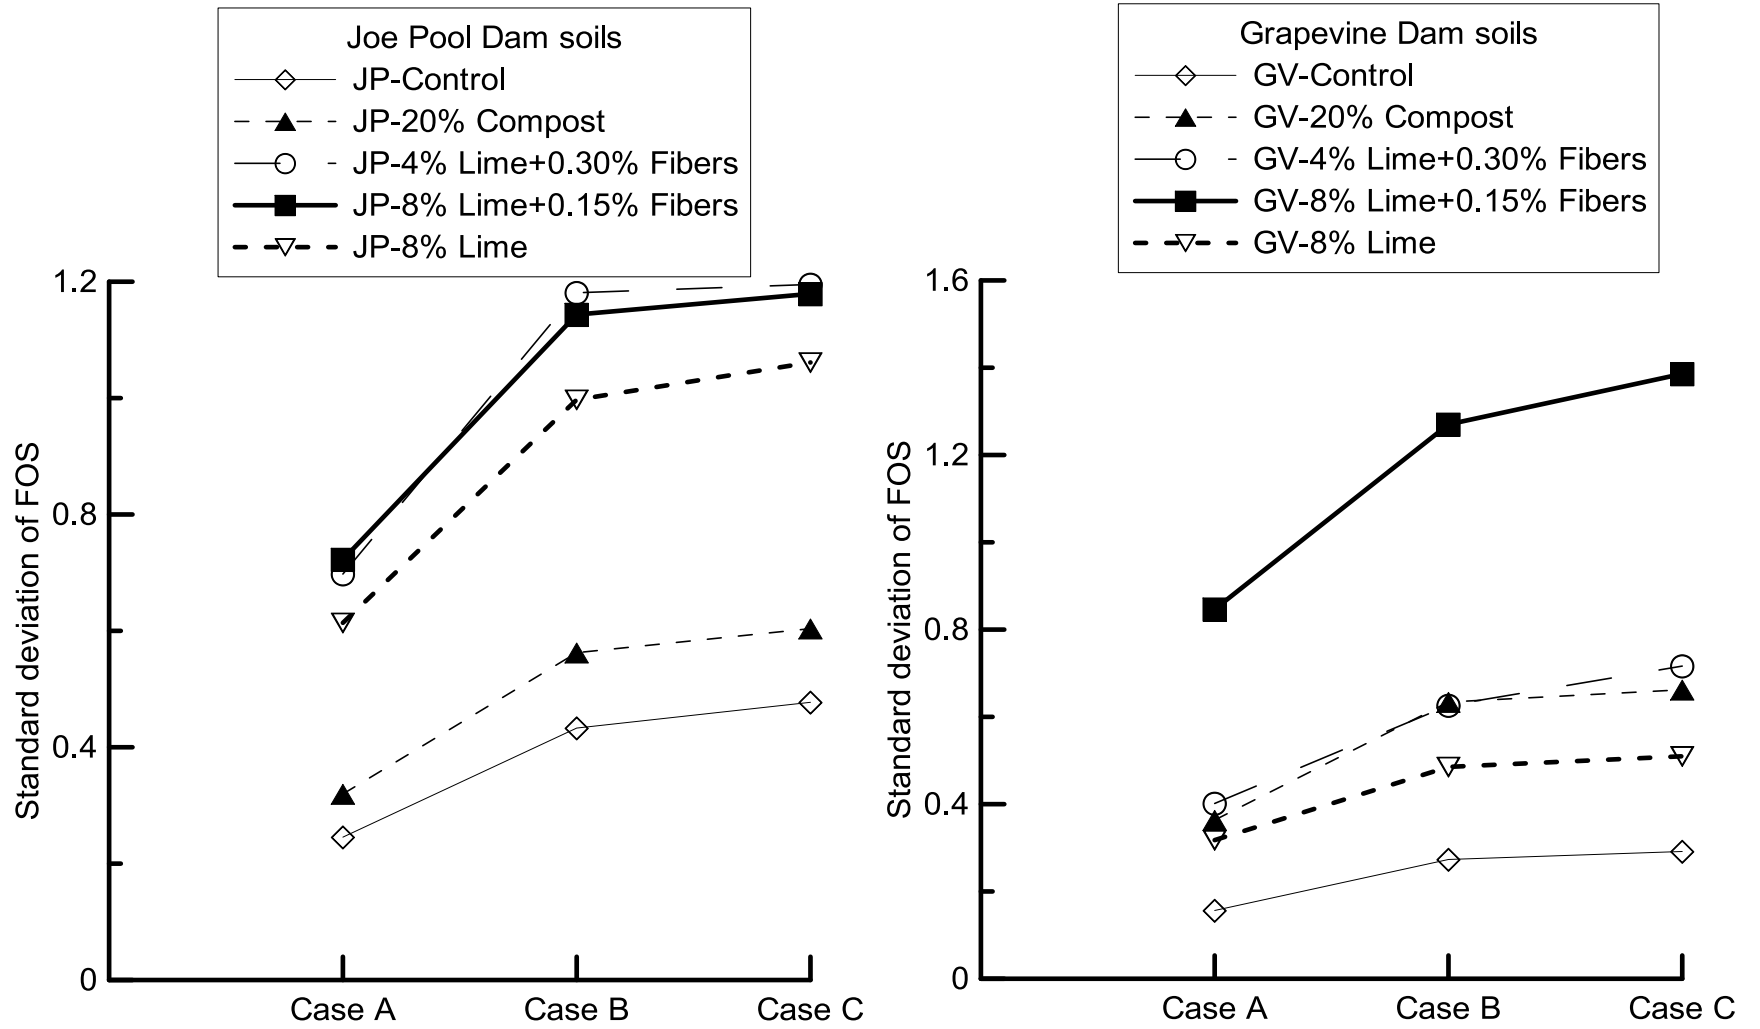 Joe Pool Dam soils
JP-Control
JP-20% Compost
JP-4% Lime+0.30% Fibers
JP-8% Lime+0.15% Fibers
JP-8% Lime
1.2
0.8
0.4
0
Standard deviation of FOS
Case A
Case B
Case C
Grapevine Dam soils
GV-Control
GV-20% Compost
GV-4% Lime+0.30% Fibers
GV-8% Lime+0.15% Fibers
GV-8% Lime
1.6
1.2
0.8
0.4
0
Standard deviation of FOS
Case A
Case B
Case C